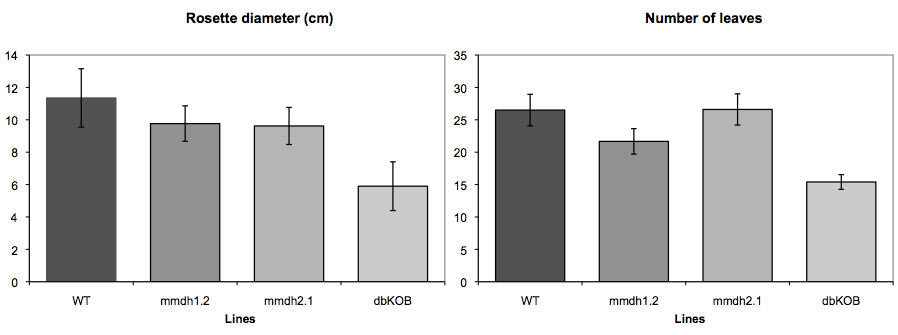 Rosette diameter (cm)
14
12
10
8
6
4
2
0
WT mmdh1.2 mmdh2.1 dbKOB
Lines
Number of leaves
35
30
25
20
15
10
5
0
WT mmdh1.2 mmdh2.1 dbKOB
Lines